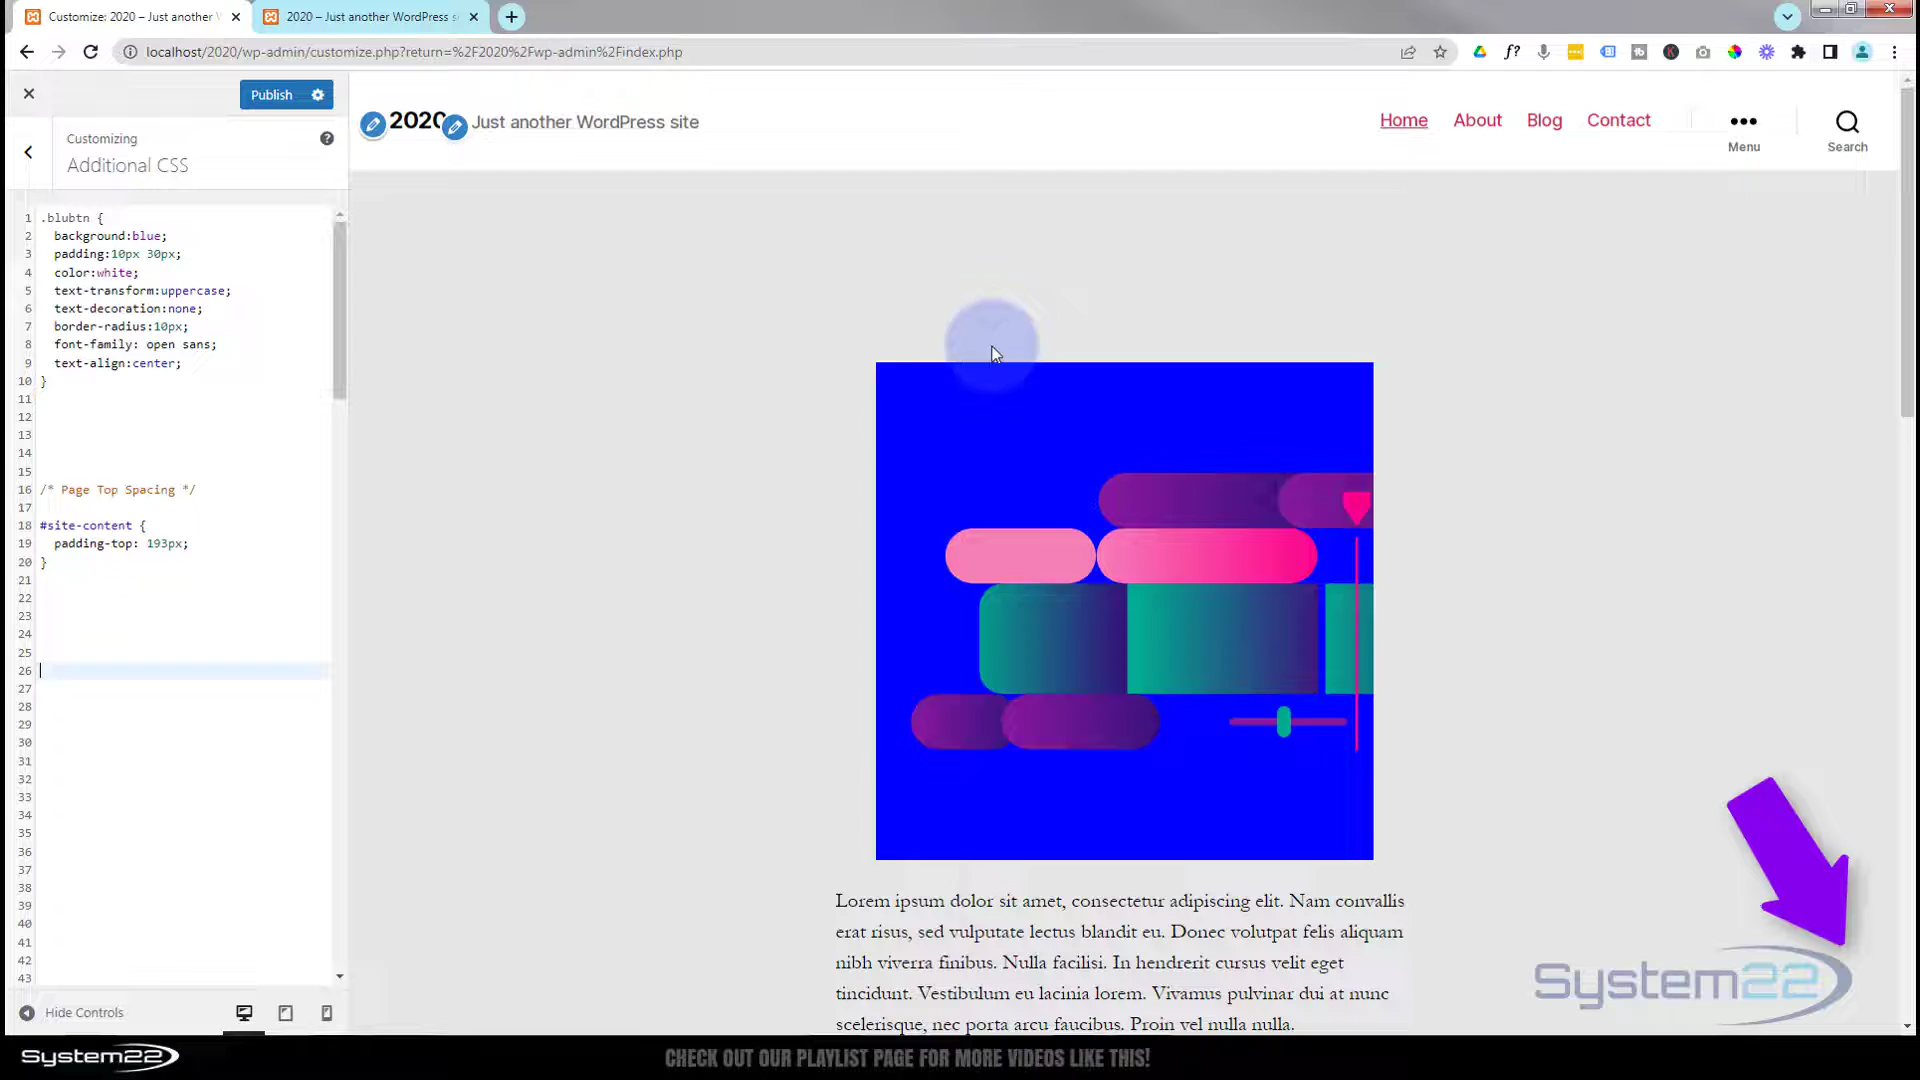 Customize: 2020 – Just another W
2020 – Just another WordPress s
localhost/2020/wp-admin/customize.php?return=%2F2020%2Fwp-admin%2Findex.php
f?
Publish
Customizing
Additional CSS
2020
Just another WordPress site
Home
About
Blog
Contact
Menu
Search
1 .blubtn {
2 background:blue;
3 padding:10px 30px;
4 color:white;
5 text-transform:uppercase;
6 text-decoration:none;
7 border-radius:10px;
8 font-family: open sans;
9 text-align:center;
10 }
11
12
13
14
15
16 /* Page Top Spacing */
17
18 #site-content {
19 padding-top: 193px;
20 }
21
22
23
24
25
26
27
28
29
30
31
32
33
34
35
36
37
38
39
40
41
42
43
Lorem ipsum dolor sit amet, consectetur adipiscing elit. Nam convallis
erat risus, sed vulputate lectus blandit eu. Donec volutpat felis aliquam
nibh viverra finibus. Nulla facilisi. In hendrerit cursus velit eget
tincidunt. Vestibulum eu lacinia lorem. Vivamus pulvinar dui at nunc
scelerisque, nec porta arcu faucibus. Proin vel nulla nulla.
System22
Hide Controls
System22
CHECK OUT OUR PLAYLIST PAGE FOR MORE VIDEOS LIKE THIS!